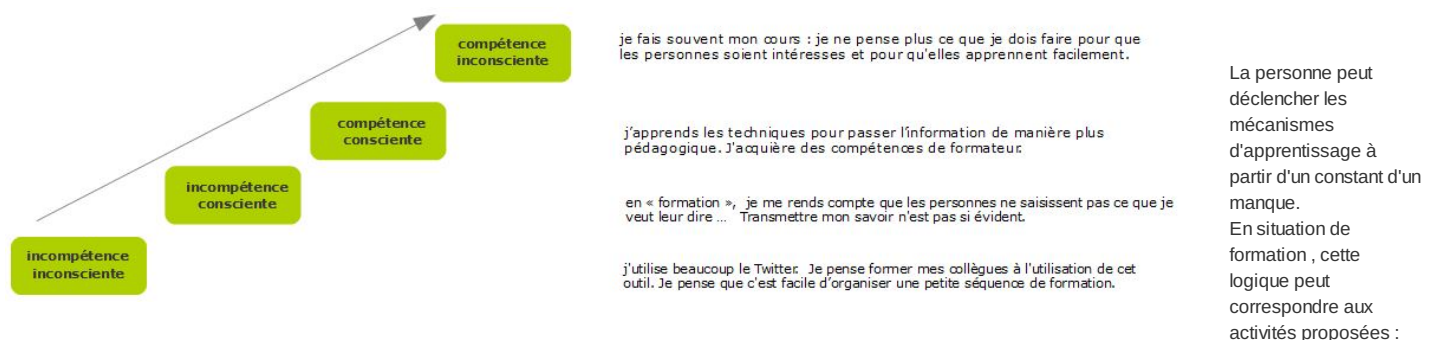 compétence
inconsciente
je fais souvent mon cours : je ne pense plus ce que je dois faire pour que
les personnes soient intéresses et pour qu'elles apprennent facilement.
compétence
consciente
j'apprends les techniques pour passer l'information de manière plus
pédagogique. J'acquière des compétences de formateur.
incompétence
consciente
en « formation », je me rends compte que les personnes ne saisissent pas ce que je
veut leur dire ... Transmettre mon savoir n'est pas si évident.
incompétence
inconsciente
j'utilise beaucoup le Twitter. Je pense former mes collègues à l'utilisation de cet
outil. Je pense que c'est facile d'organiser une petite séquence de formation.
La personne peut
déclencher les
mécanismes
d'apprentissage à
partir d'un constant d'un
manque.
En situation de
formation , cette
logique peut
correspondre aux
activités proposées :